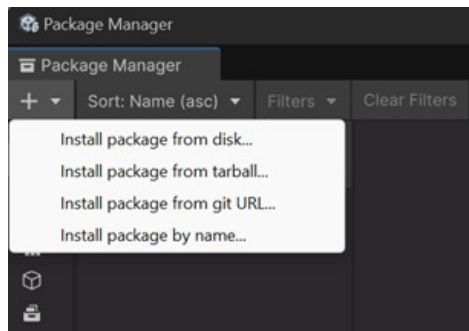 Package Manager
Package Manager
+ Sort: Name (asc) Filters Clear Filters
Install package from disk...
Install package from tarball...
Install package from git URL...
Install package by name...